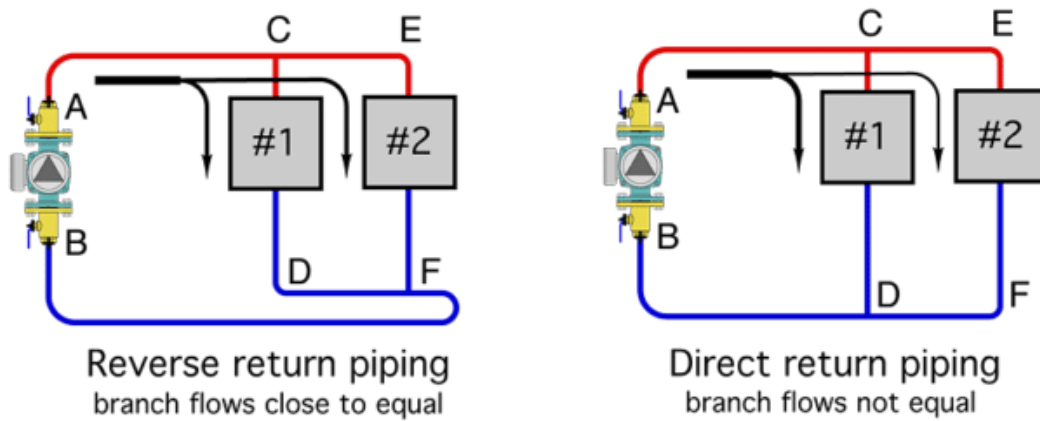 C
E
A
#1
#2
B
D
F
Reverse return piping
branch flows close to equal
C
E
A
#1
#2
B
D
F
Direct return piping
branch flows not equal